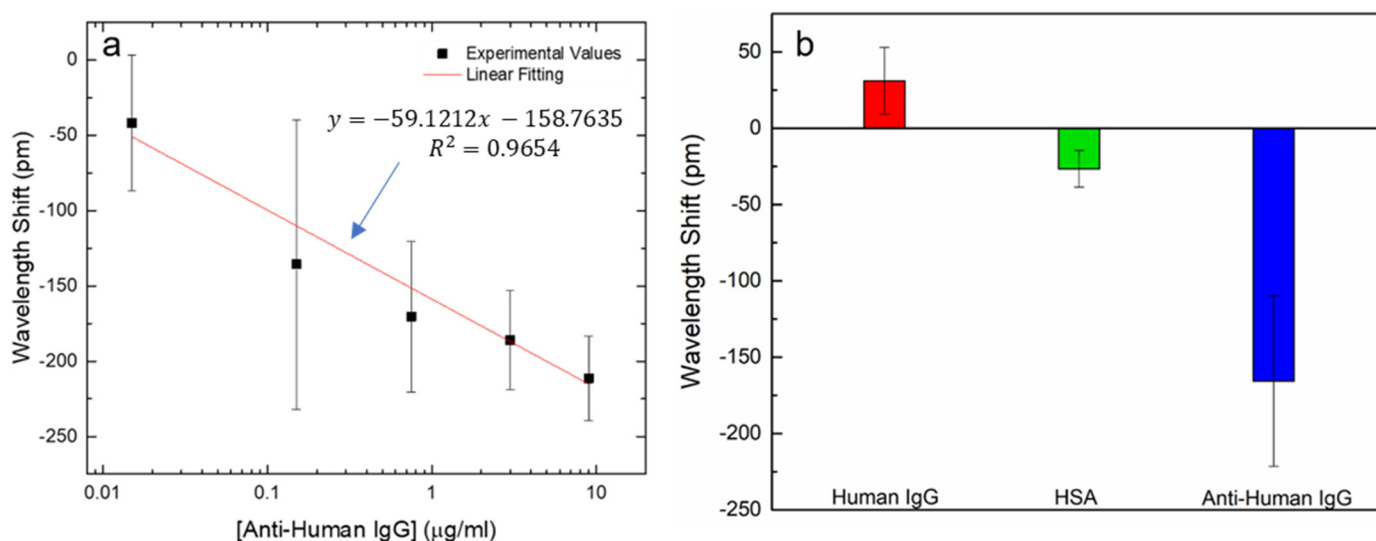 a
Experimental Values
Linear Fitting
y = −59.1212x − 158.7635
R² = 0.9654
0
-50
-100
-150
-200
-250
Wavelength Shift (pm)
0.01
0.1
1
10
[Anti-Human IgG] (μg/ml)
b
50
0
-50
-100
-150
-200
-250
Wavelength Shift (pm)
Human IgG
HSA
Anti-Human IgG